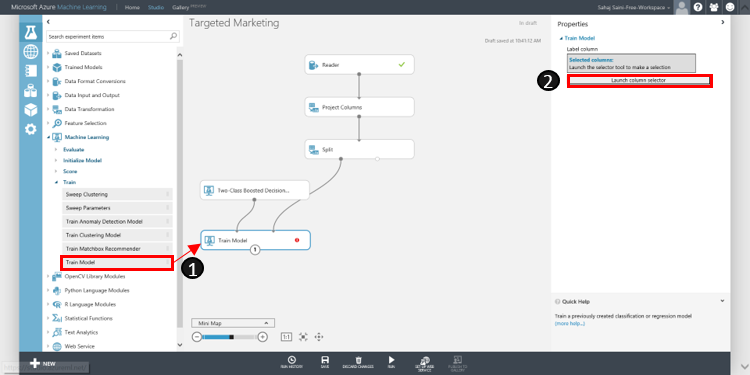 Microsoft Azure Machine Learning
Home
Studio
Gallery
Sahaj Saini-Free-Workspace
Search experiment items
Saved Datasets
Trained Models
Data Format Conversions
Data Input and Output
Data Transformation
Feature Selection
Machine Learning
Evaluate
Initialize Model
Score
Train
Sweep Clustering
Sweep Parameters
Train Anomaly Detection Model
Train Clustering Model
Train Matchbox Recommender
Train Model
OpenCV Library Modules
Python Language Modules
R Language Modules
Statistical Functions
Text Analytics
Web Service
Targeted Marketing
In draft
Draft saved at 10:41:12 AM
Reader
Project Columns
Split
Two-Class Boosted Decision...
Train Model
1
1
Mini Map
1:1
Properties
Train Model
Label column
Selected columns:
Launch the selector tool to make a selection
2
Launch column selector
Quick Help
Train a previously created classification or regression model
(more help...)
NEW
RUN HISTORY
SAVE
DISCARD CHANGES
RUN
SET UP WEB
SERVICE
PUBLISH TO
GALLERY